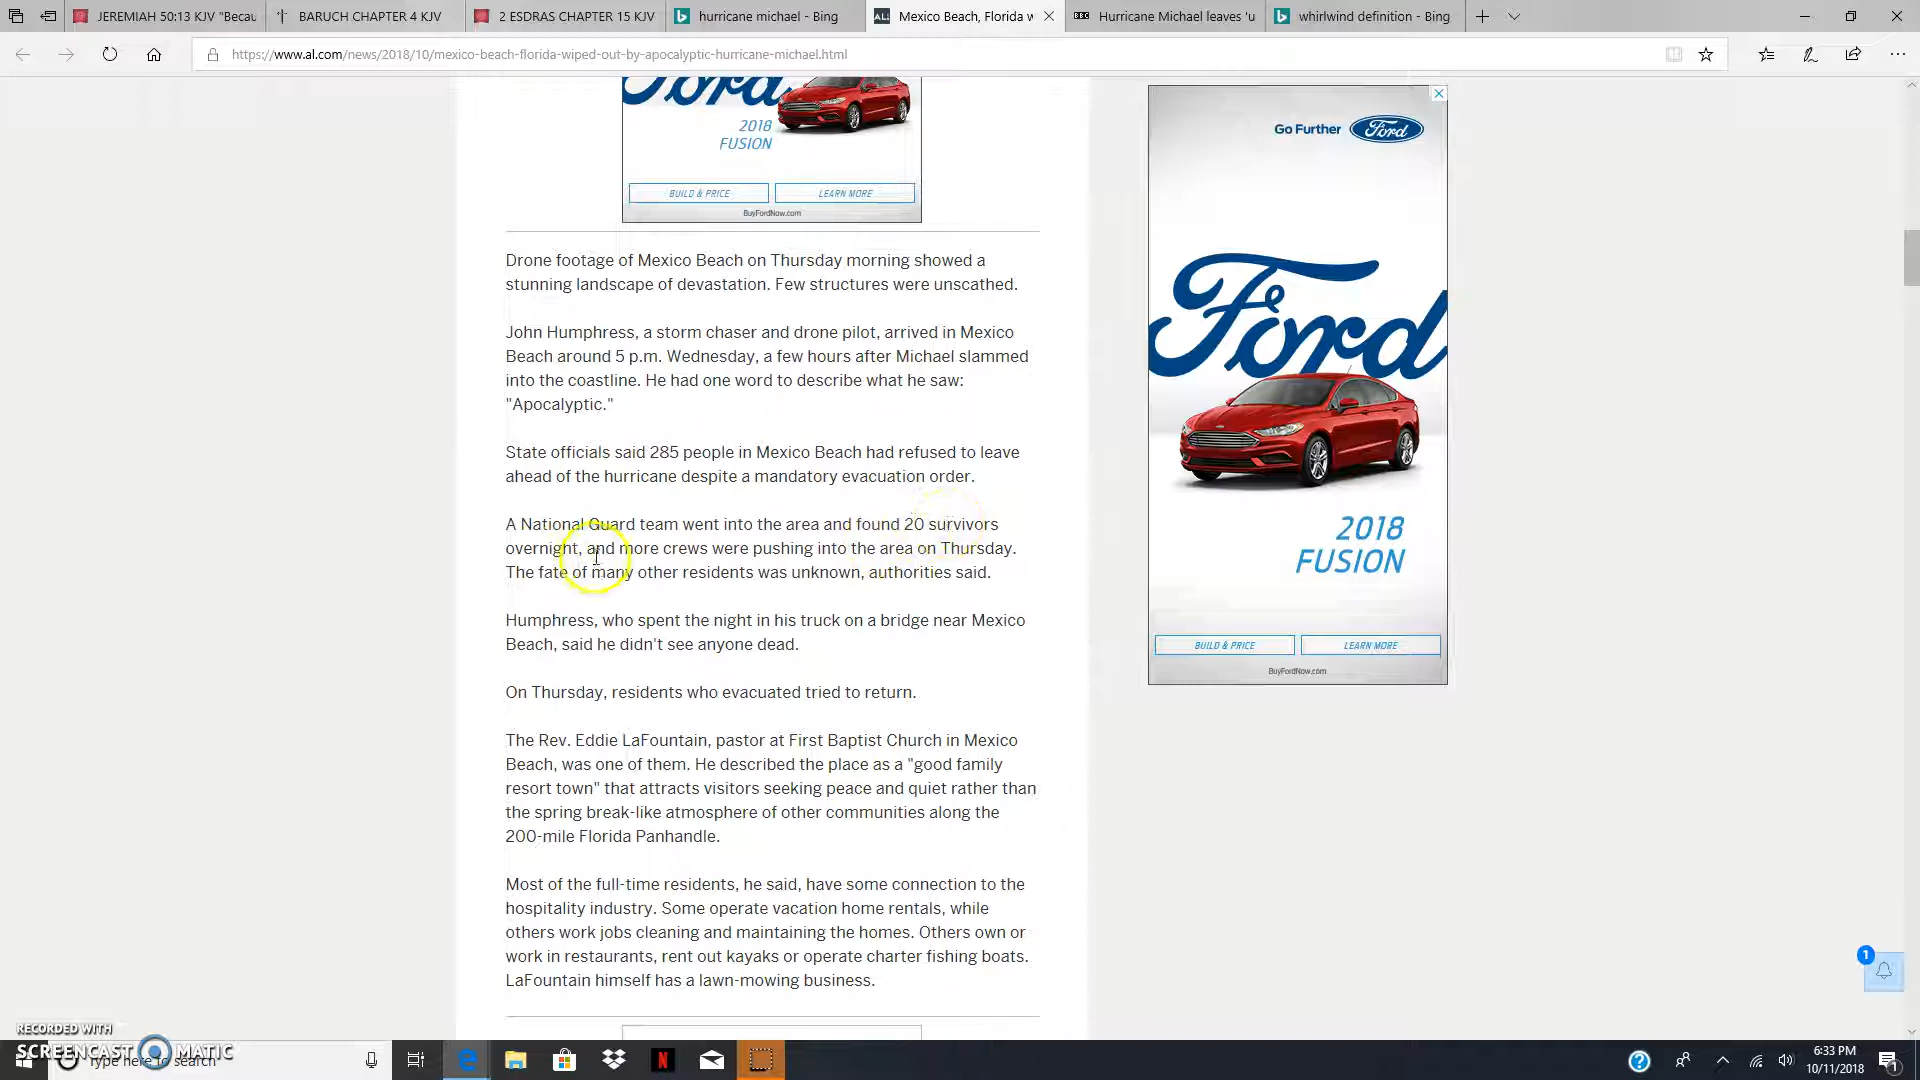 JEREMIAH 50:13 KJV "Becau
BARUCH CHAPTER 4 KJV
2 ESDRAS CHAPTER 15 KJV
hurricane michael - Bing
AL:
Mexico Beach, Florida w
BBC
Hurricane Michael leaves 'u
whirlwind definition - Bing
https://www.al.com/news/2018/10/mexico-beach-florida-wiped-out-by-apocalyptic-hurricane-michael.html
Ford
2018
FUSION
BUILD & PRICE
LEARN MORE
BuyFordNow.com
Go Further
Ford
Ford
2018
FUSION
BUILD & PRICE
LEARN MORE
BuyFordNow.com
Drone footage of Mexico Beach on Thursday morning showed a
stunning landscape of devastation. Few structures were unscathed.
John Humphress, a storm chaser and drone pilot, arrived in Mexico
Beach around 5 p.m. Wednesday, a few hours after Michael slammed
into the coastline. He had one word to describe what he saw:
"Apocalyptic."
State officials said 285 people in Mexico Beach had refused to leave
ahead of the hurricane despite a mandatory evacuation order.
A National Guard team went into the area and found 20 survivors
overnight, and more crews were pushing into the area on Thursday.
The fate of many other residents was unknown, authorities said.
Humphress, who spent the night in his truck on a bridge near Mexico
Beach, said he didn't see anyone dead.
On Thursday, residents who evacuated tried to return.
The Rev. Eddie LaFountain, pastor at First Baptist Church in Mexico
Beach, was one of them. He described the place as a "good family
resort town" that attracts visitors seeking peace and quiet rather than
the spring break-like atmosphere of other communities along the
200-mile Florida Panhandle.
Most of the full-time residents, he said, have some connection to the
hospitality industry. Some operate vacation home rentals, while
others work jobs cleaning and maintaining the homes. Others own or
work in restaurants, rent out kayaks or operate charter fishing boats.
LaFountain himself has a lawn-mowing business.
1
RECORDED WITH
SCREENCAST MATIC
Type here to search
N
6:33 PM
10/11/2018
1